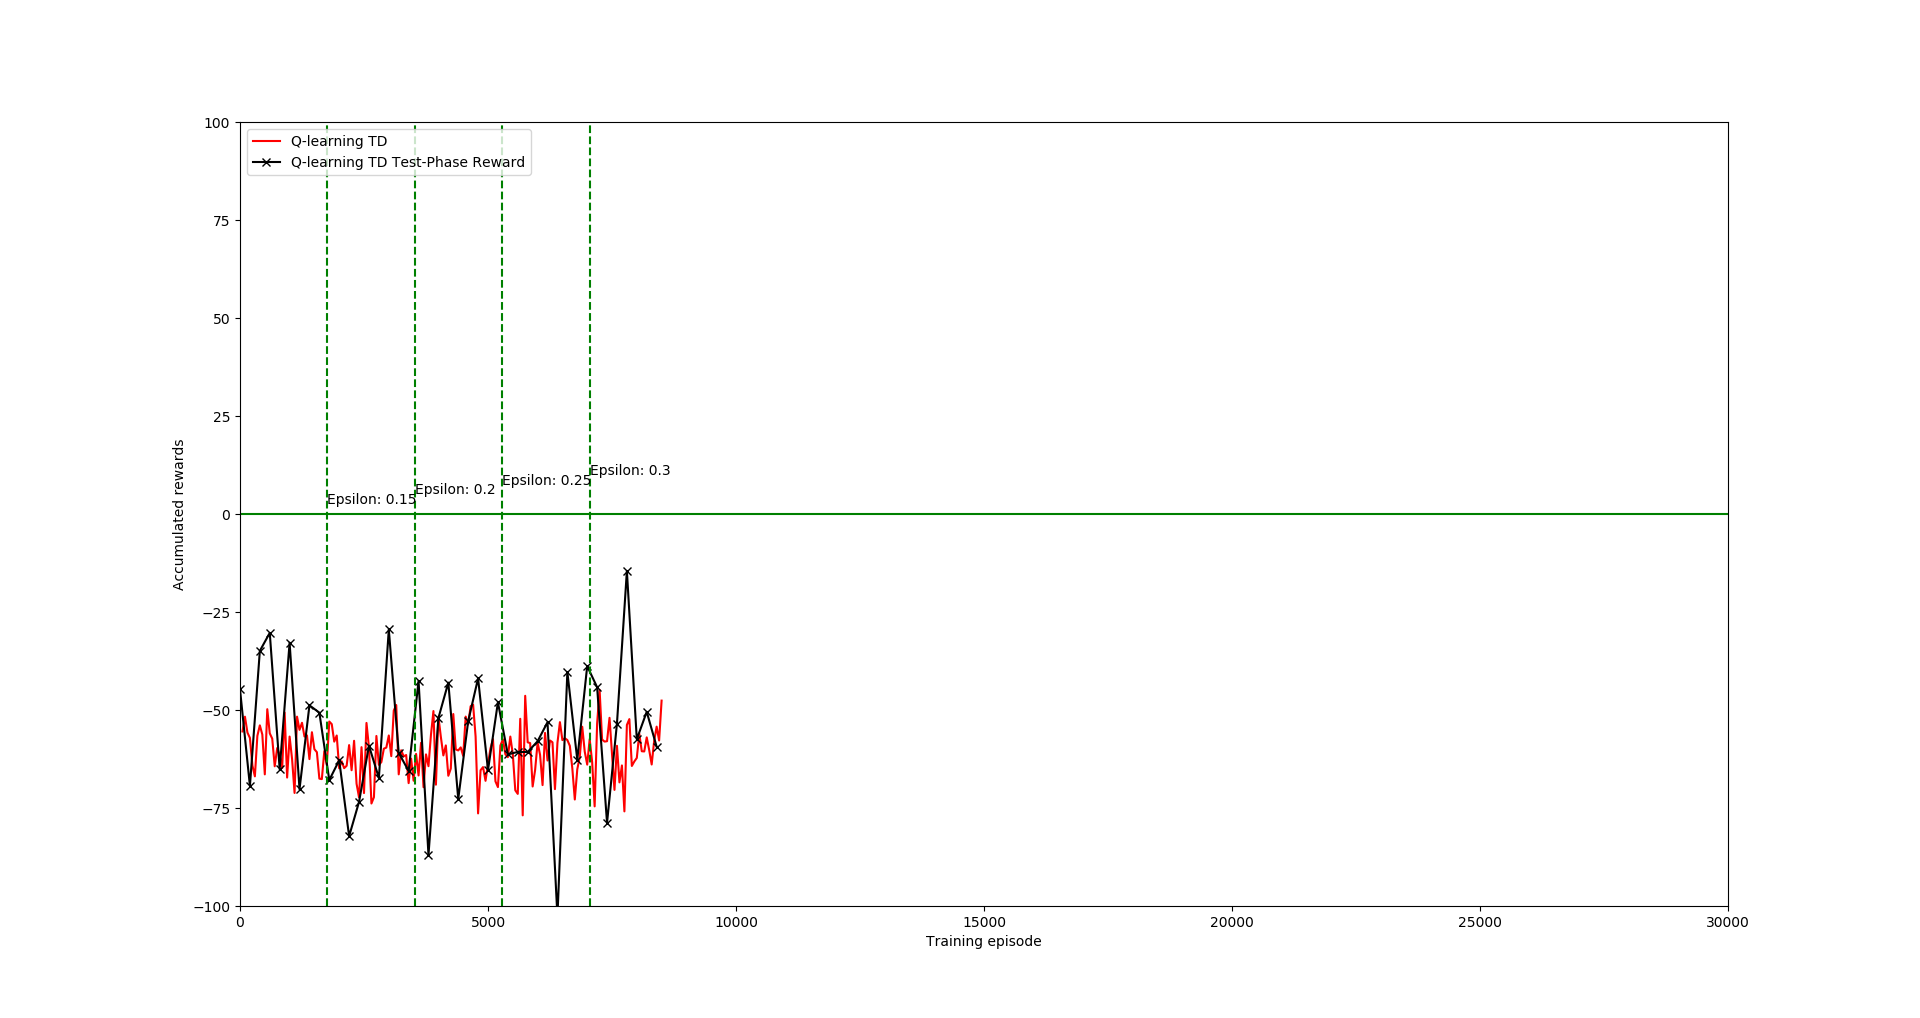 Q-learning TD
Q-learning TD Test-Phase Reward
100
75
50
25
0
−25
−50
−75
−100
Accumulated rewards
Epsilon: 0.15
Epsilon: 0.2
Epsilon: 0.25
Epsilon: 0.3
0
5000
10000
15000
20000
25000
30000
Training episode